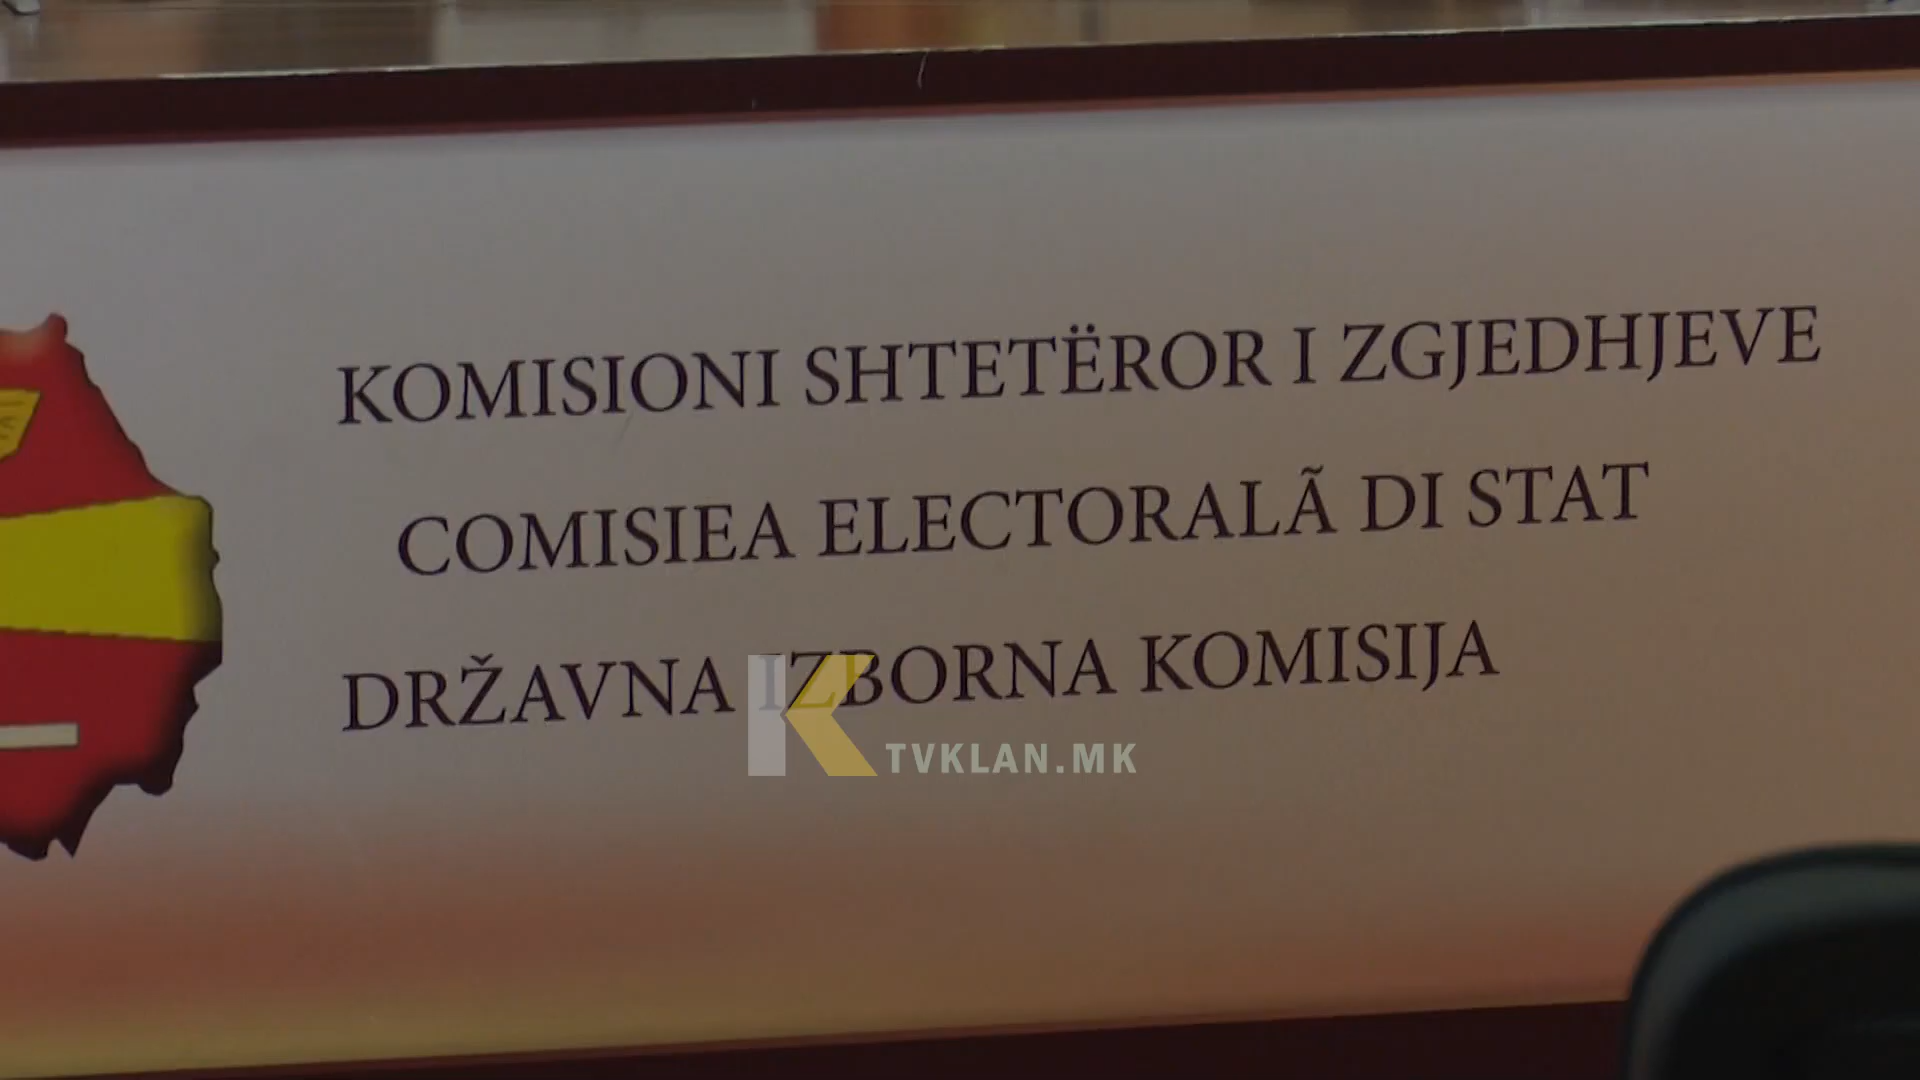 KOMISIONI SHTETËROR I ZGJEDHJEVE
COMISIEA ELECTORALÃ DI STAT
DRŽAVNA IZBORNA KOMISIJA
TVKLAN.MK